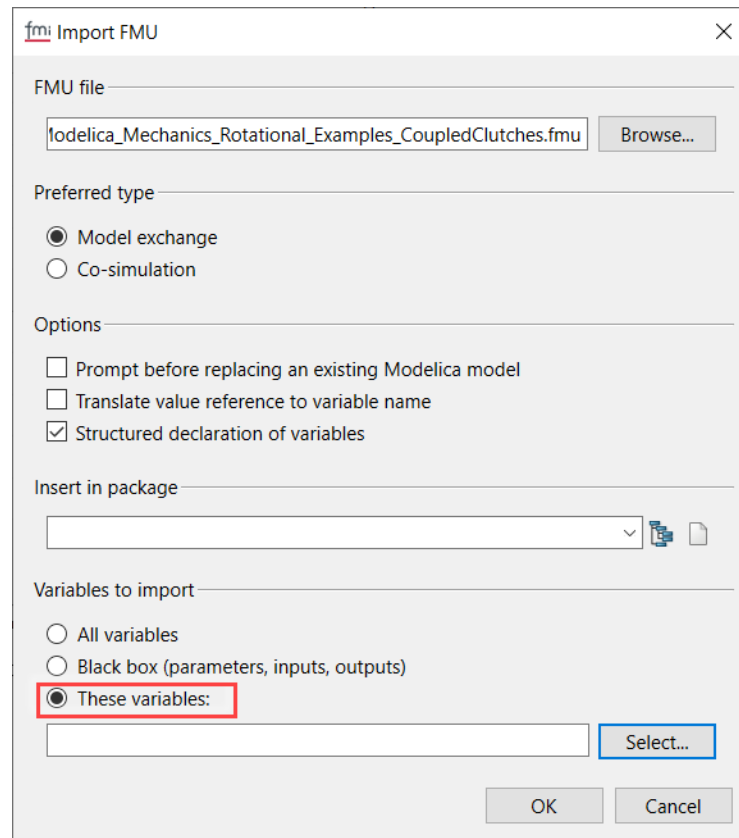 fmi Import FMU
FMU file
Modelica_Mechanics_Rotational_Examples_CoupledClutches.fmu Browse...
Preferred type
Model exchange
Co-simulation
Options
Prompt before replacing an existing Modelica model
Translate value reference to variable name
Structured declaration of variables
Insert in package
Variables to import
All variables
Black box (parameters, inputs, outputs)
These variables:
Select...
OK Cancel